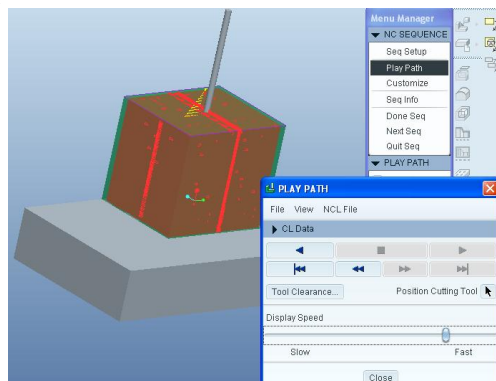 Menu Manager
NC SEQUENCE
Seq Setup
Play Path
Customize
Seq Info
Done Seq
Next Seq
Quit Seq
PLAY PATH
PLAY PATH
File View NCL File
CL Data
Tool Clearance...
Position Cutting Tool
Display Speed
Slow
Fast
Close